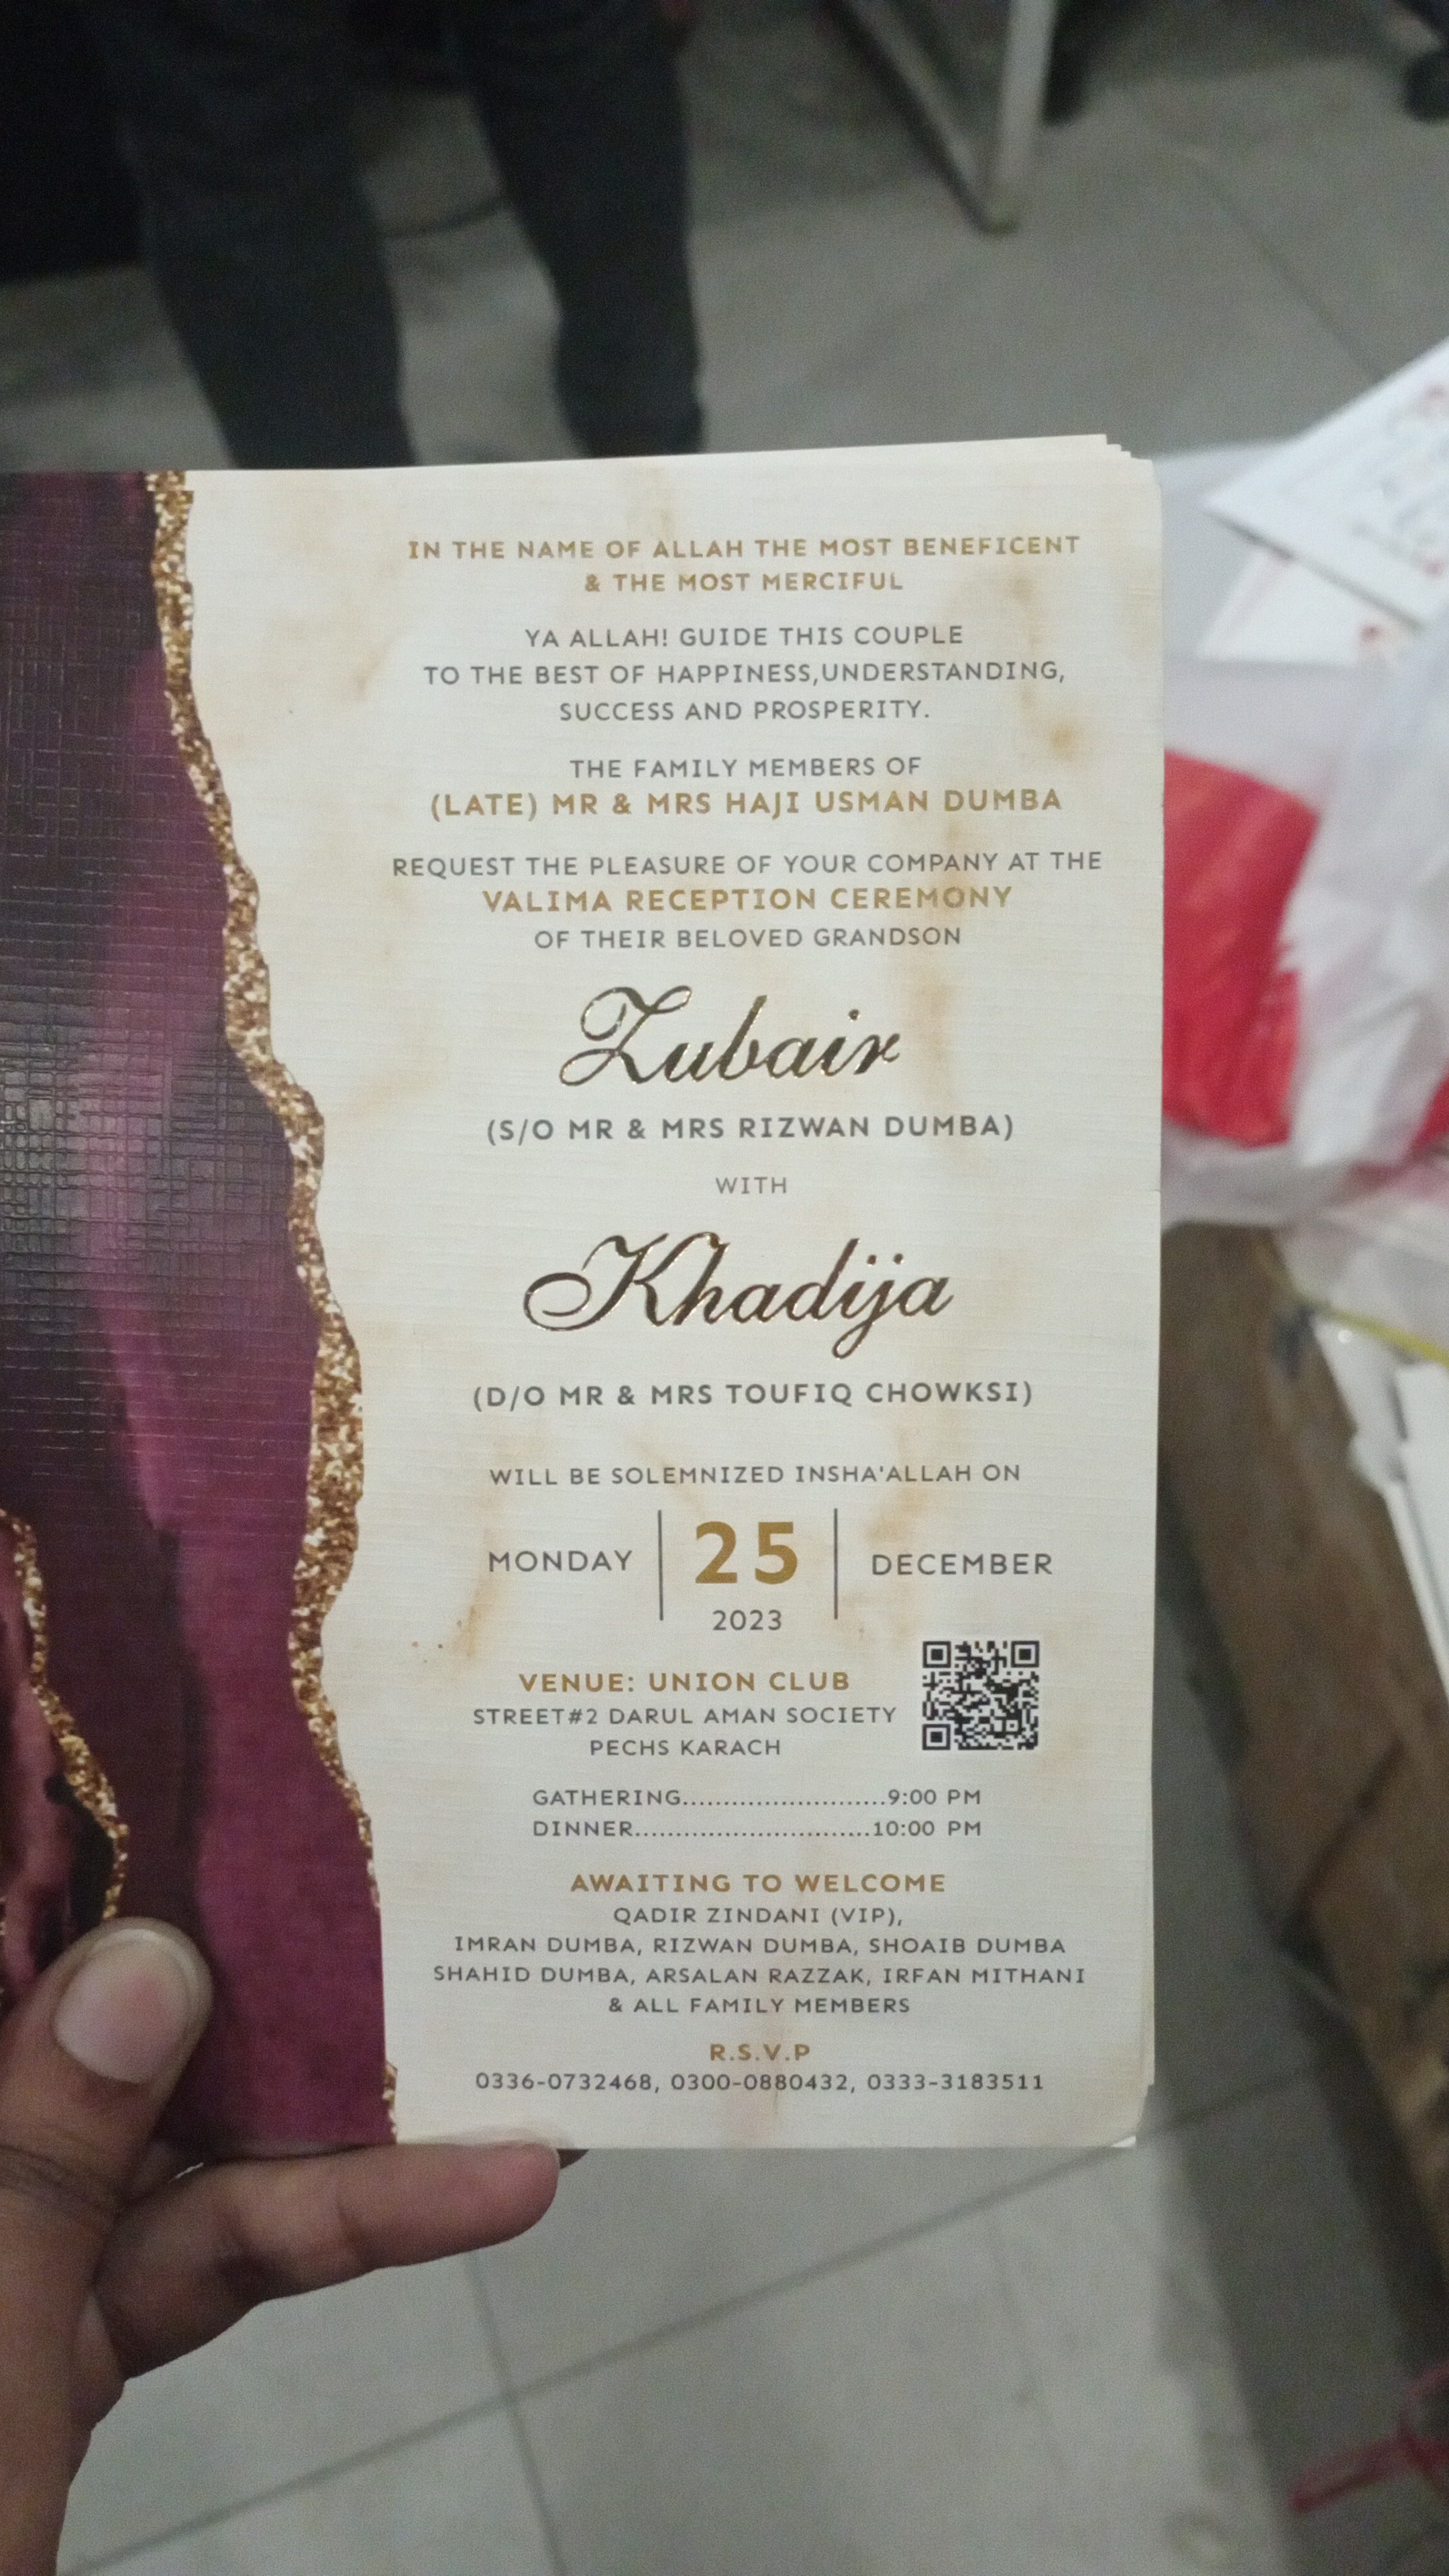 IN THE NAME OF ALLAH THE MOST BENEFICENT
& THE MOST MERCIFUL
YA ALLAH! GUIDE THIS COUPLE
TO THE BEST OF HAPPINESS,UNDERSTANDING,
SUCCESS AND PROSPERITY.
THE FAMILY MEMBERS OF
(LATE) MR & MRS HAJI USMAN DUMBA
REQUEST THE PLEASURE OF YOUR COMPANY AT THE
VALIMA RECEPTION CEREMONY
OF THEIR BELOVED GRANDSON
Zubair
(S/O MR & MRS RIZWAN DUMBA)
WITH
Khadija
(D/O MR & MRS TOUFIQ CHOWKSI)
WILL BE SOLEMNIZED INSHA'ALLAH ON
MONDAY 25 DECEMBER
2023
VENUE: UNION CLUB
STREET#2 DARUL AMAN SOCIETY
PECHS KARACH
GATHERING.........................9:00 PM
DINNER.............................10:00 PM
AWAITING TO WELCOME
QADIR ZINDANI (VIP),
IMRAN DUMBA, RIZWAN DUMBA, SHOAIB DUMBA
SHAHID DUMBA, ARSALAN RAZZAK, IRFAN MITHANI
& ALL FAMILY MEMBERS
R.S.V.P
0336-0732468, 0300-0880432, 0333-3183511